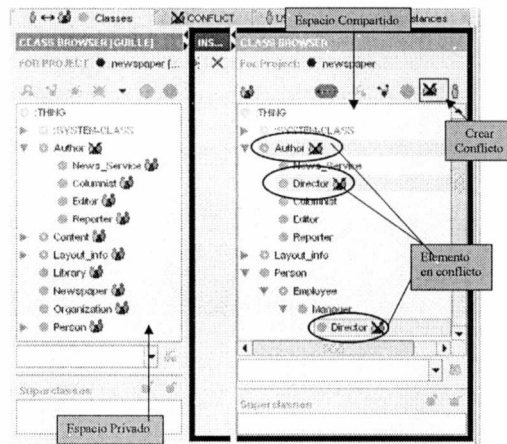 Classes
CONFLICT
Espacio Compartido
CLASS BROWSER [GUILLE]
INS...
CLASS BROWSER
FOR PROJECT newspaper (...
For Project: newspaper
:THING
:SYSTEM-CLASS
Author
News_Service
Columnist
Editor
Reporter
Content
Layout_info
Library
Newspaper
Organization
Person
Superclasses
Espacio Privado
:THING
:SYSTEM-CLASS
Author
News_Service
Director
Columnist
Editor
Reporter
Layout_info
Person
Employee
Manager
Director
Superclasses
Crear
Conflicto
Elemento
en conflicto